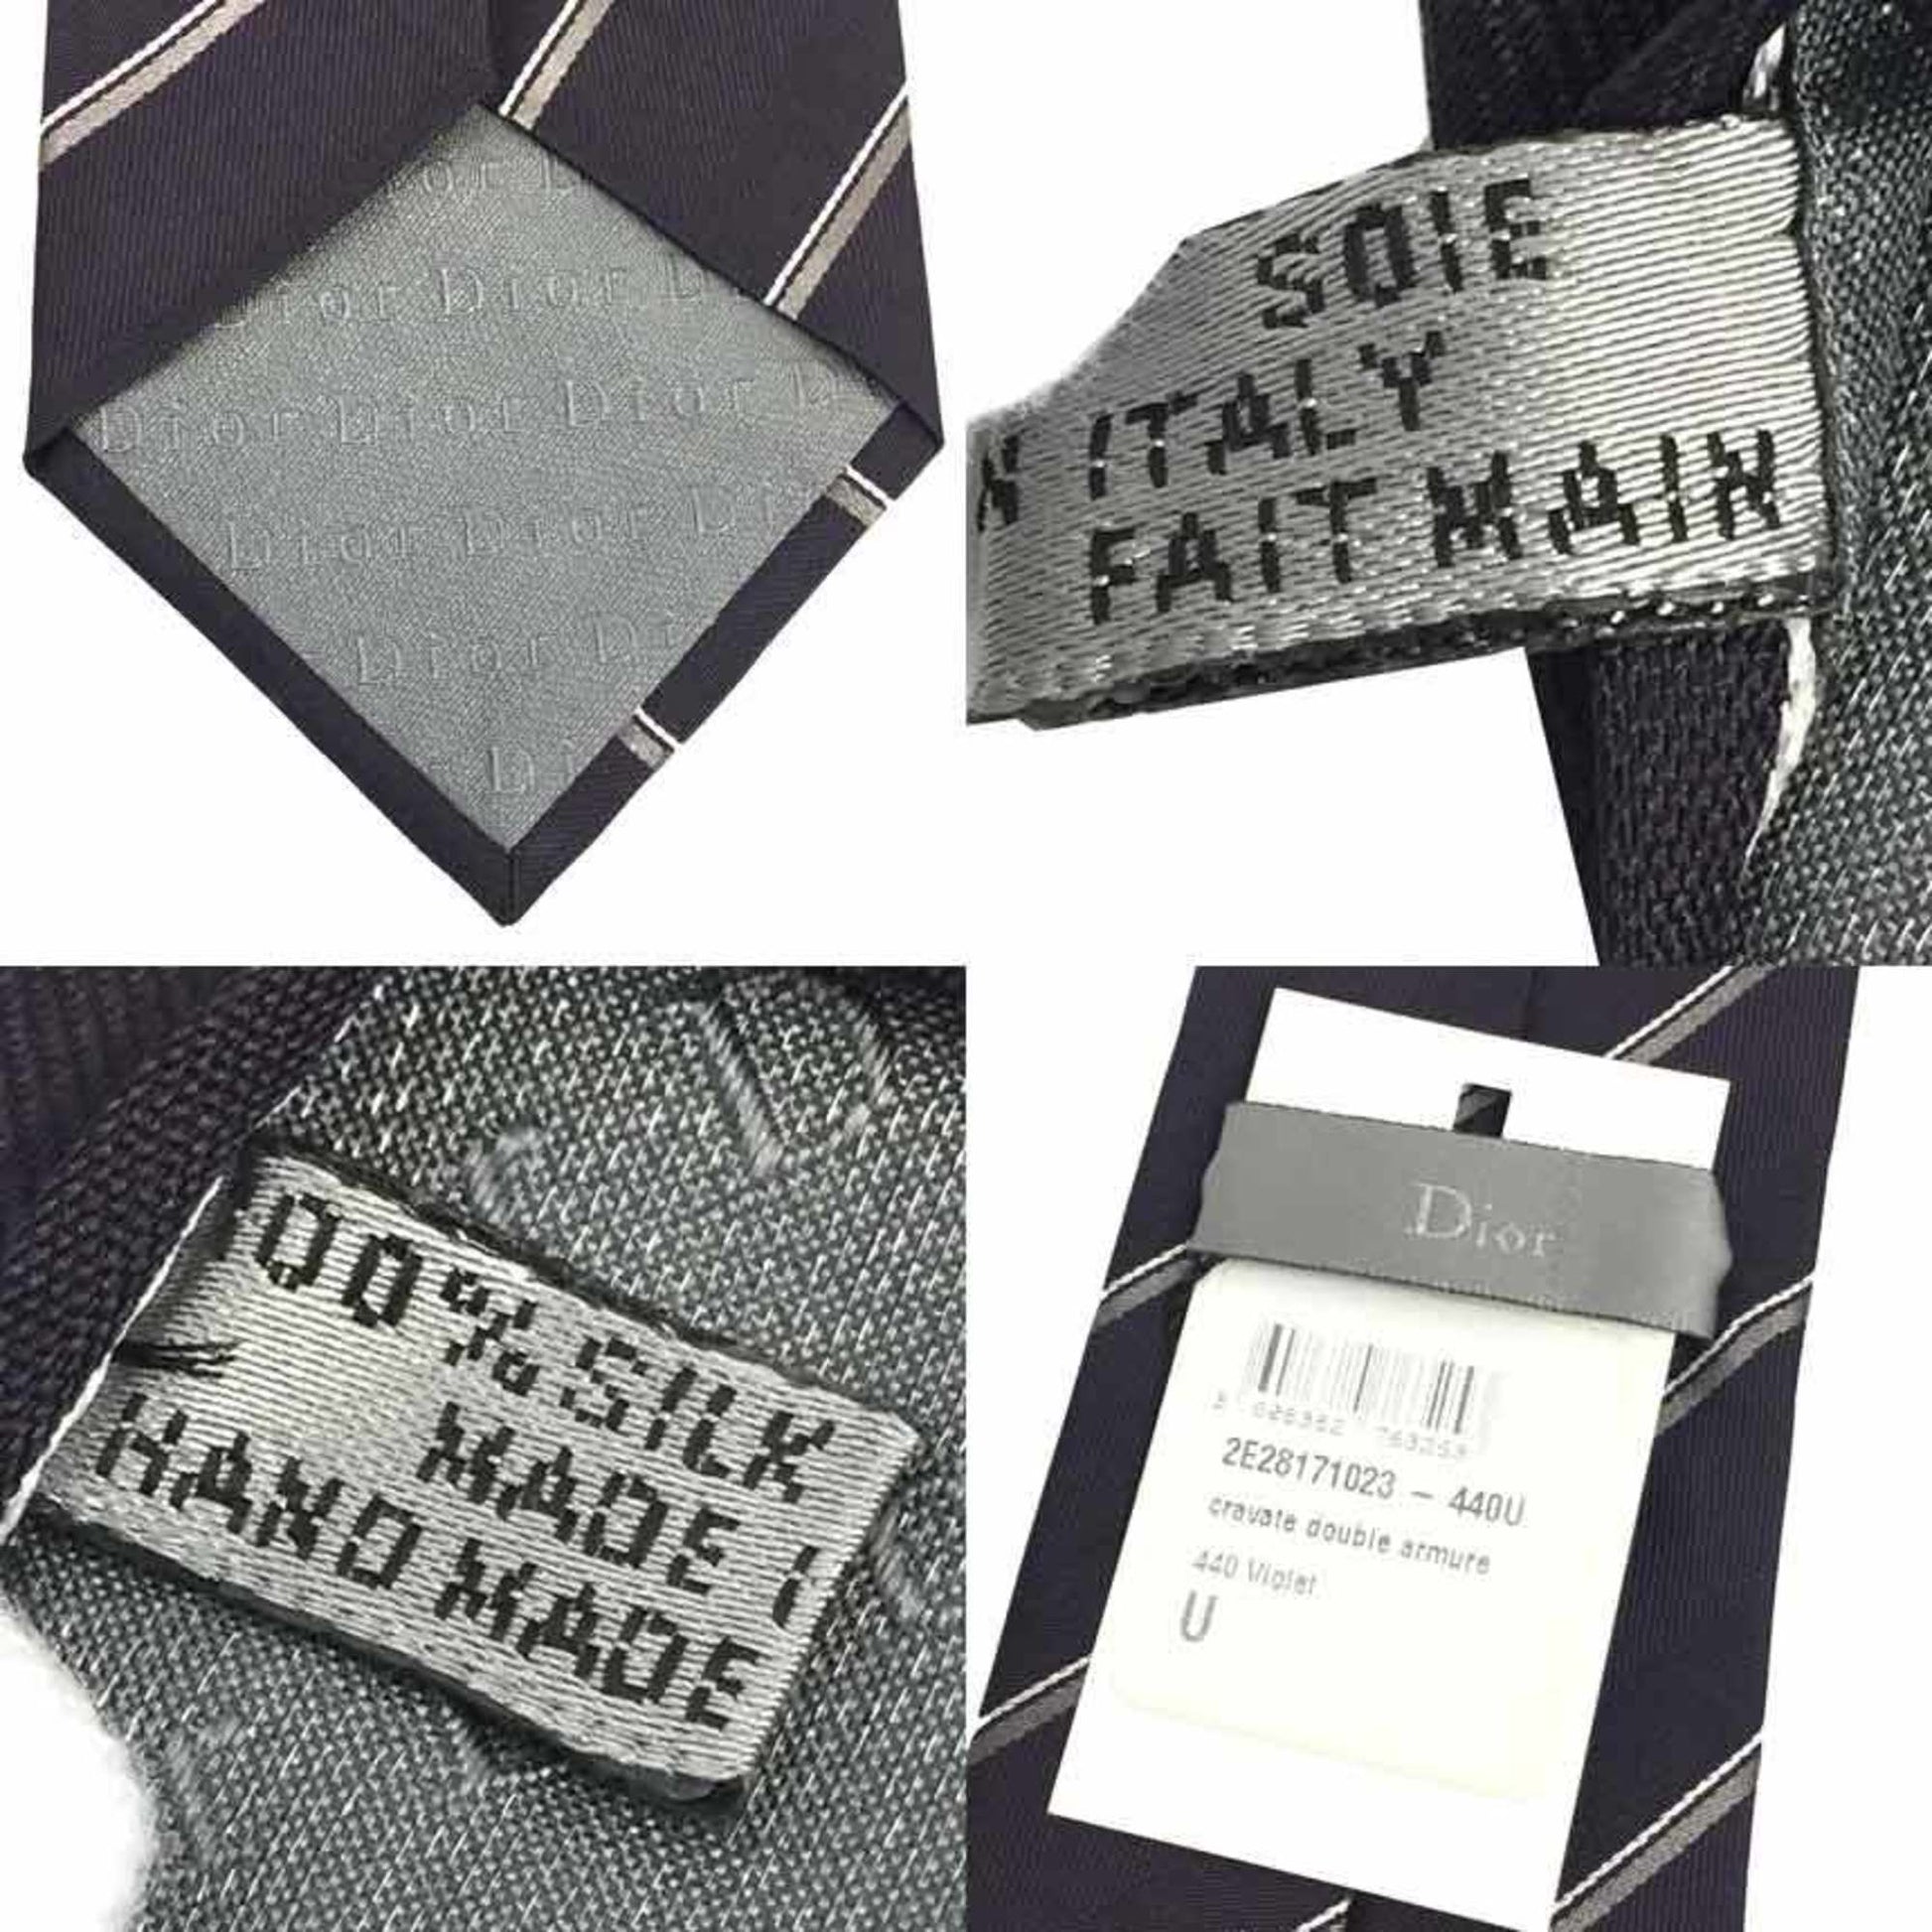 Dior Dior
Dior Dior Dior
Dior Dior
Dior
SOIE
ITALY
FAIT MAIN
100% SILK
MADE I
HAND MADE
Dior
2E28171023 – 440U
cravate double armure
440 Violet
U